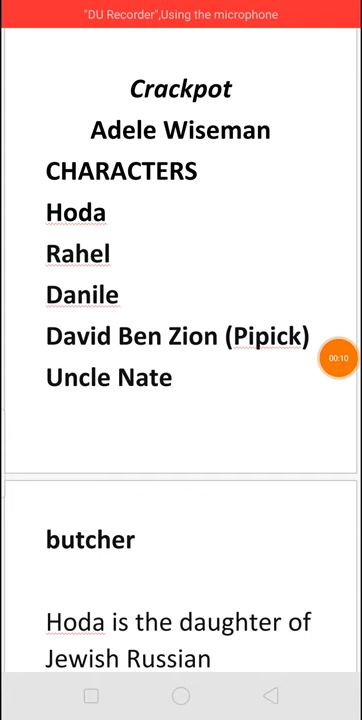 "DU Recorder",Using the microphone
Crackpot
Adele Wiseman
CHARACTERS
Hoda
Rahel
Danile
David Ben Zion (Pipick)
00:10
Uncle Nate
butcher
Hoda is the daughter of
Jewish Russian